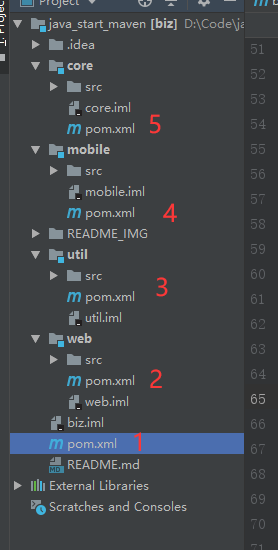 Project
java_start_maven [biz] D:\Code\ja
.idea
core
src
core.iml
pom.xml 5
mobile
src
mobile.iml
pom.xml 4
README_IMG
util
src
pom.xml 3
util.iml
web
src
pom.xml 2
web.iml
biz.iml
pom.xml 1
README.md
External Libraries
Scratches and Consoles
1: Project
51
52
53
54
55
56
57
58
59
60
61
62
63
64
65
66
67
68
69